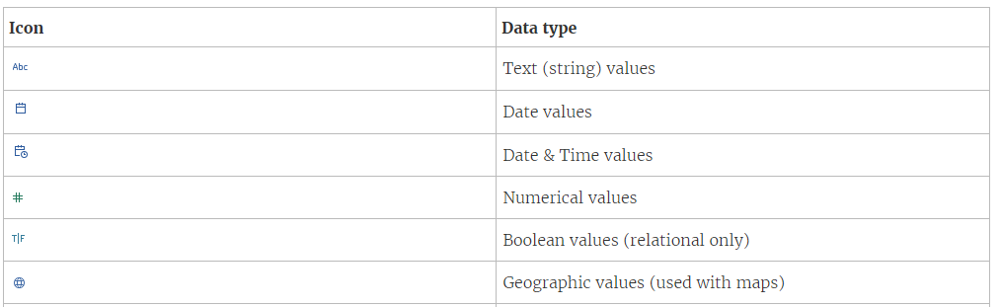 Icon Data type
Abc Text (string) values
Date values
Date & Time values
# Numerical values
T|F Boolean values (relational only)
Geographic values (used with maps)